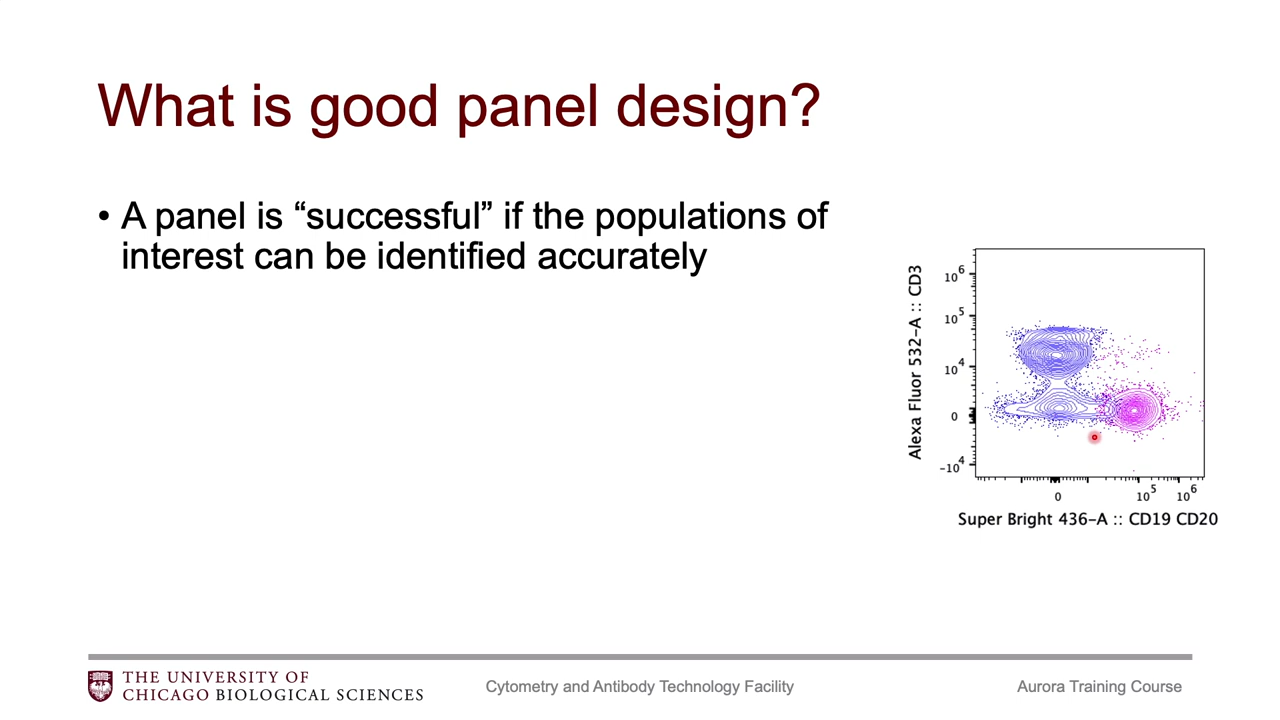 What is good panel design?
• A panel is “successful” if the populations of
interest can be identified accurately
Alexa Fluor 532-A :: CD3
10^6
10^5
10^4
0
-10^4
0
10^5
10^6
Super Bright 436-A :: CD19 CD20
THE UNIVERSITY OF
CHICAGO BIOLOGICAL SCIENCES
Cytometry and Antibody Technology Facility
Aurora Training Course